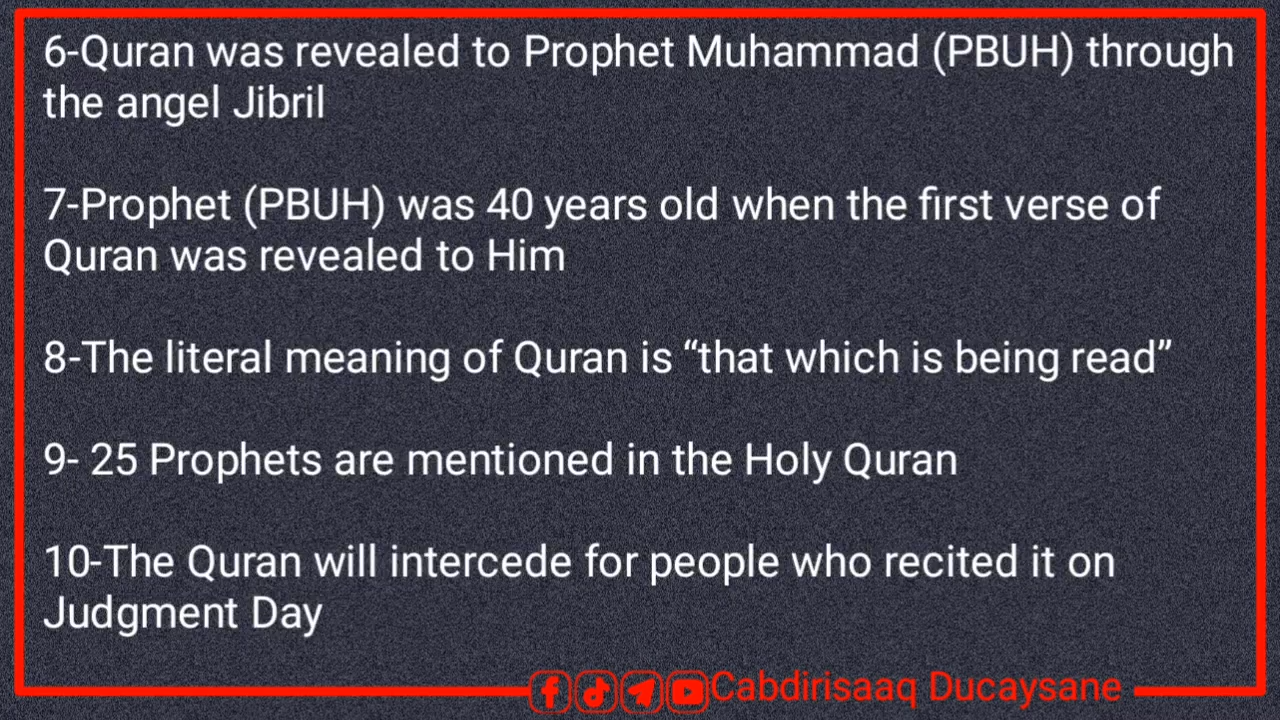 6-Quran was revealed to Prophet Muhammad (PBUH) through
the angel Jibril
7-Prophet (PBUH) was 40 years old when the first verse of
Quran was revealed to Him
8-The literal meaning of Quran is “that which is being read”
9- 25 Prophets are mentioned in the Holy Quran
10-The Quran will intercede for people who recited it on
Judgment Day
Cabdirisaaq Ducaysane